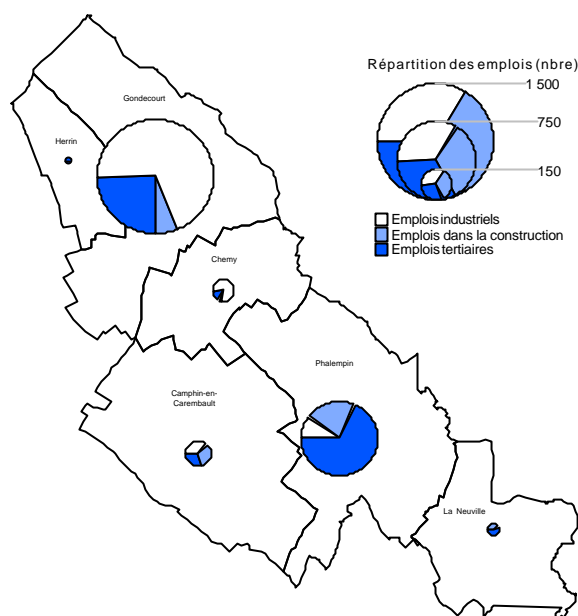 Répartition des emplois (nbre)
1 500
750
150
Emplois industriels
Emplois dans la construction
Emplois tertiaires
Gondecourt
Herrin
Chemy
Phalempin
Camphin-en-
Carembault
La Neuville